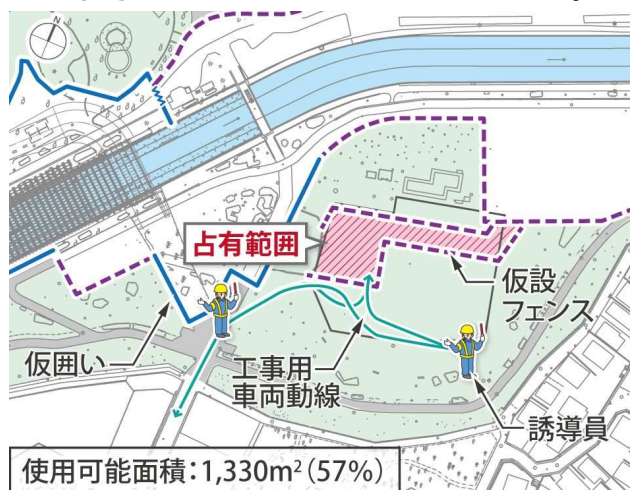 N
占有範囲
仮設
フェンス
仮囲い
工事用
車両動線
誘導員
使用可能面積：1,330m²(57%)